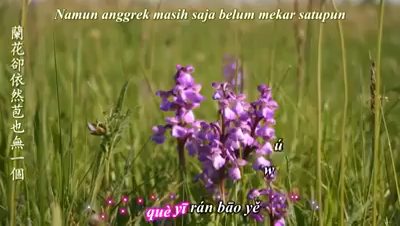 Namun anggrek masih saja belum mekar satupun
蘭花卻依然苞也無一個
què yī rán bāo yě
w
ú